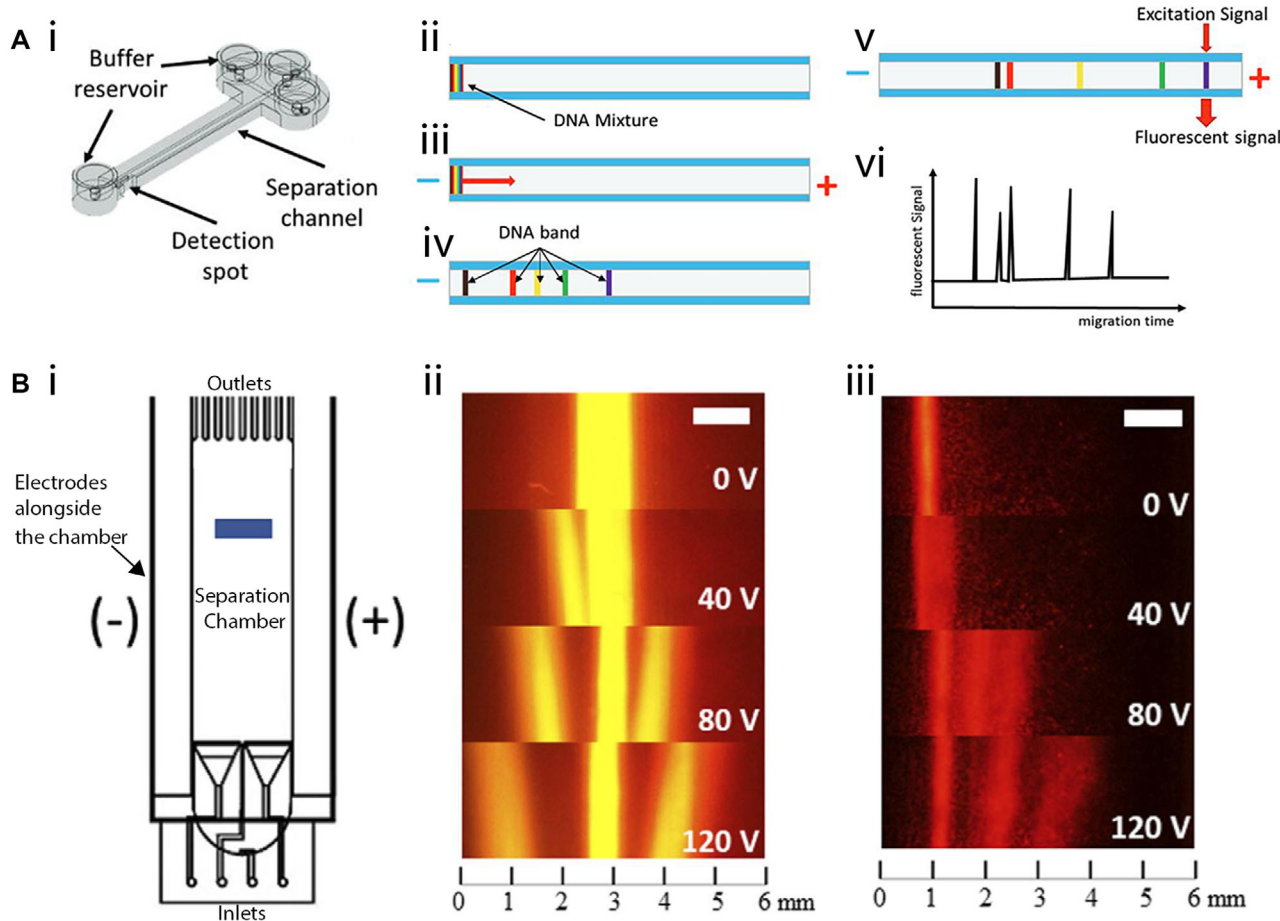 A i
Buffer
reservoir
Separation
channel
Detection
spot
ii
DNA Mixture
iii
− +
iv
DNA band
−
v
Excitation Signal
− +
Fluorescent signal
vi
fluorescent Signal
migration time
B i
Outlets
Electrodes
alongside
the chamber
Separation
Chamber
(-) (+)
Inlets
ii
0 V
40 V
80 V
120 V
0 1 2 3 4 5 6 mm
iii
0 V
40 V
80 V
120 V
0 1 2 3 4 5 6 mm